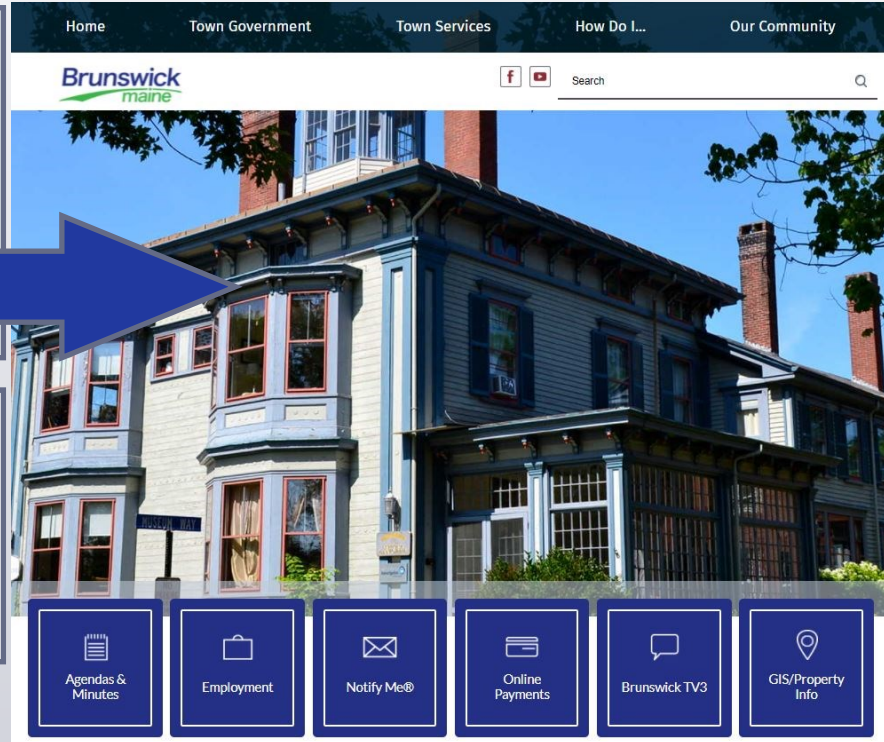 Home Town Government Town Services How Do I... Our Community
Brunswick
maine
f
Search
MUSEUM WAY
Agendas &
Minutes
Employment
Notify Me®
Online
Payments
Brunswick TV3
GIS/Property
Info